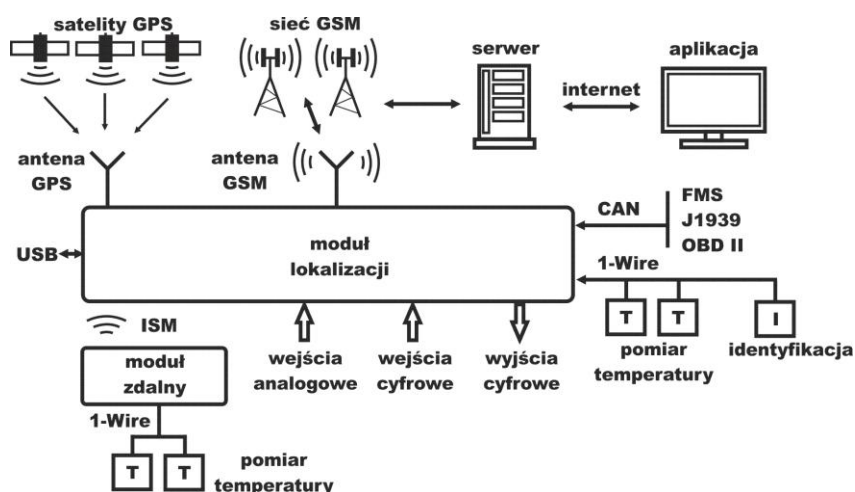 satelity GPS
sieć GSM
serwer
aplikacja
internet
antena
GPS
antena
GSM
CAN
FMS
J1939
OBD II
USB
moduł
lokalizacji
1-Wire
T
T
I
pomiar
temperatury
identyfikacja
ISM
wejścia
analogowe
wejścia
cyfrowe
wyjścia
cyfrowe
moduł
zdalny
1-Wire
T
T
pomiar
temperatury